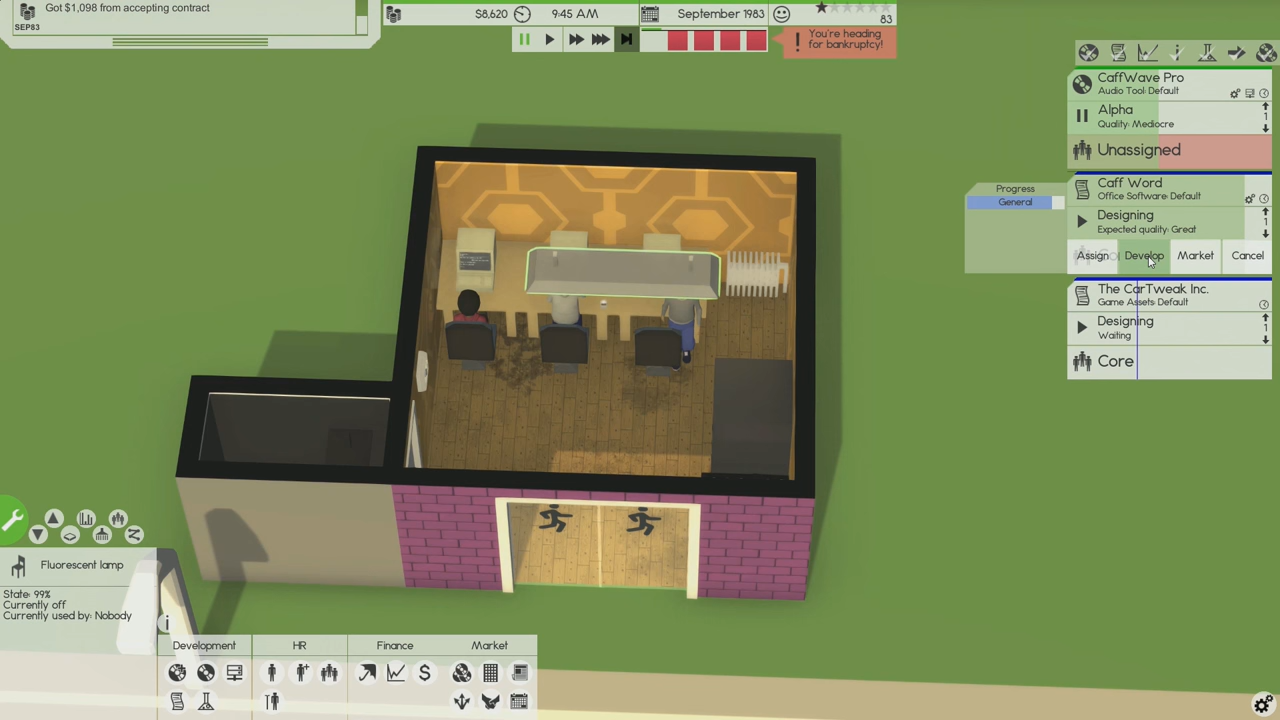 Got $1,098 from accepting contract
SEP83
$8,620
9:45 AM
September 1983
83
You're heading
for bankruptcy!
CaffWave Pro
Audio Tool: Default
Alpha
Quality: Mediocre
1
Unassigned
Progress
General
Caff Word
Office Software: Default
Designing
Expected quality: Great
1
Assign
Develop
Market
Cancel
The CarTweak Inc.
Game Assets: Default
Designing
Waiting
1
Core
Fluorescent lamp
State: 99%
Currently off
Currently used by: Nobody
i
Development
HR
Finance
Market